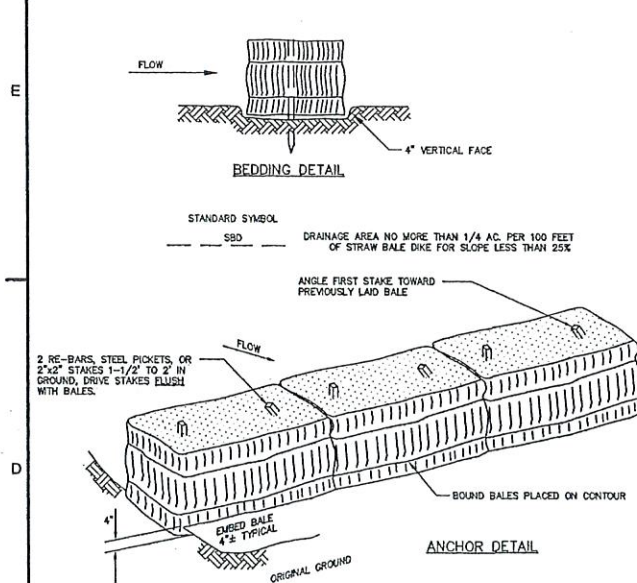 E
FLOW
4" VERTICAL FACE
BEDDING DETAIL
STANDARD SYMBOL
SBD
DRAINAGE AREA NO MORE THAN 1/4 AC. PER 100 FEET
OF STRAW BALE DIKE FOR SLOPE LESS THAN 25%
ANGLE FIRST STAKE TOWARD
PREVIOUSLY LAID BALE
FLOW
2 RE-BARS, STEEL PICKETS, OR
2"x2" STAKES 1-1/2' TO 2' IN
GROUND, DRIVE STAKES FLUSH
WITH BALES.
D
BOUND BALES PLACED ON CONTOUR
4"
EMBED BALE
4"± TYPICAL
ANCHOR DETAIL
ORIGINAL GROUND